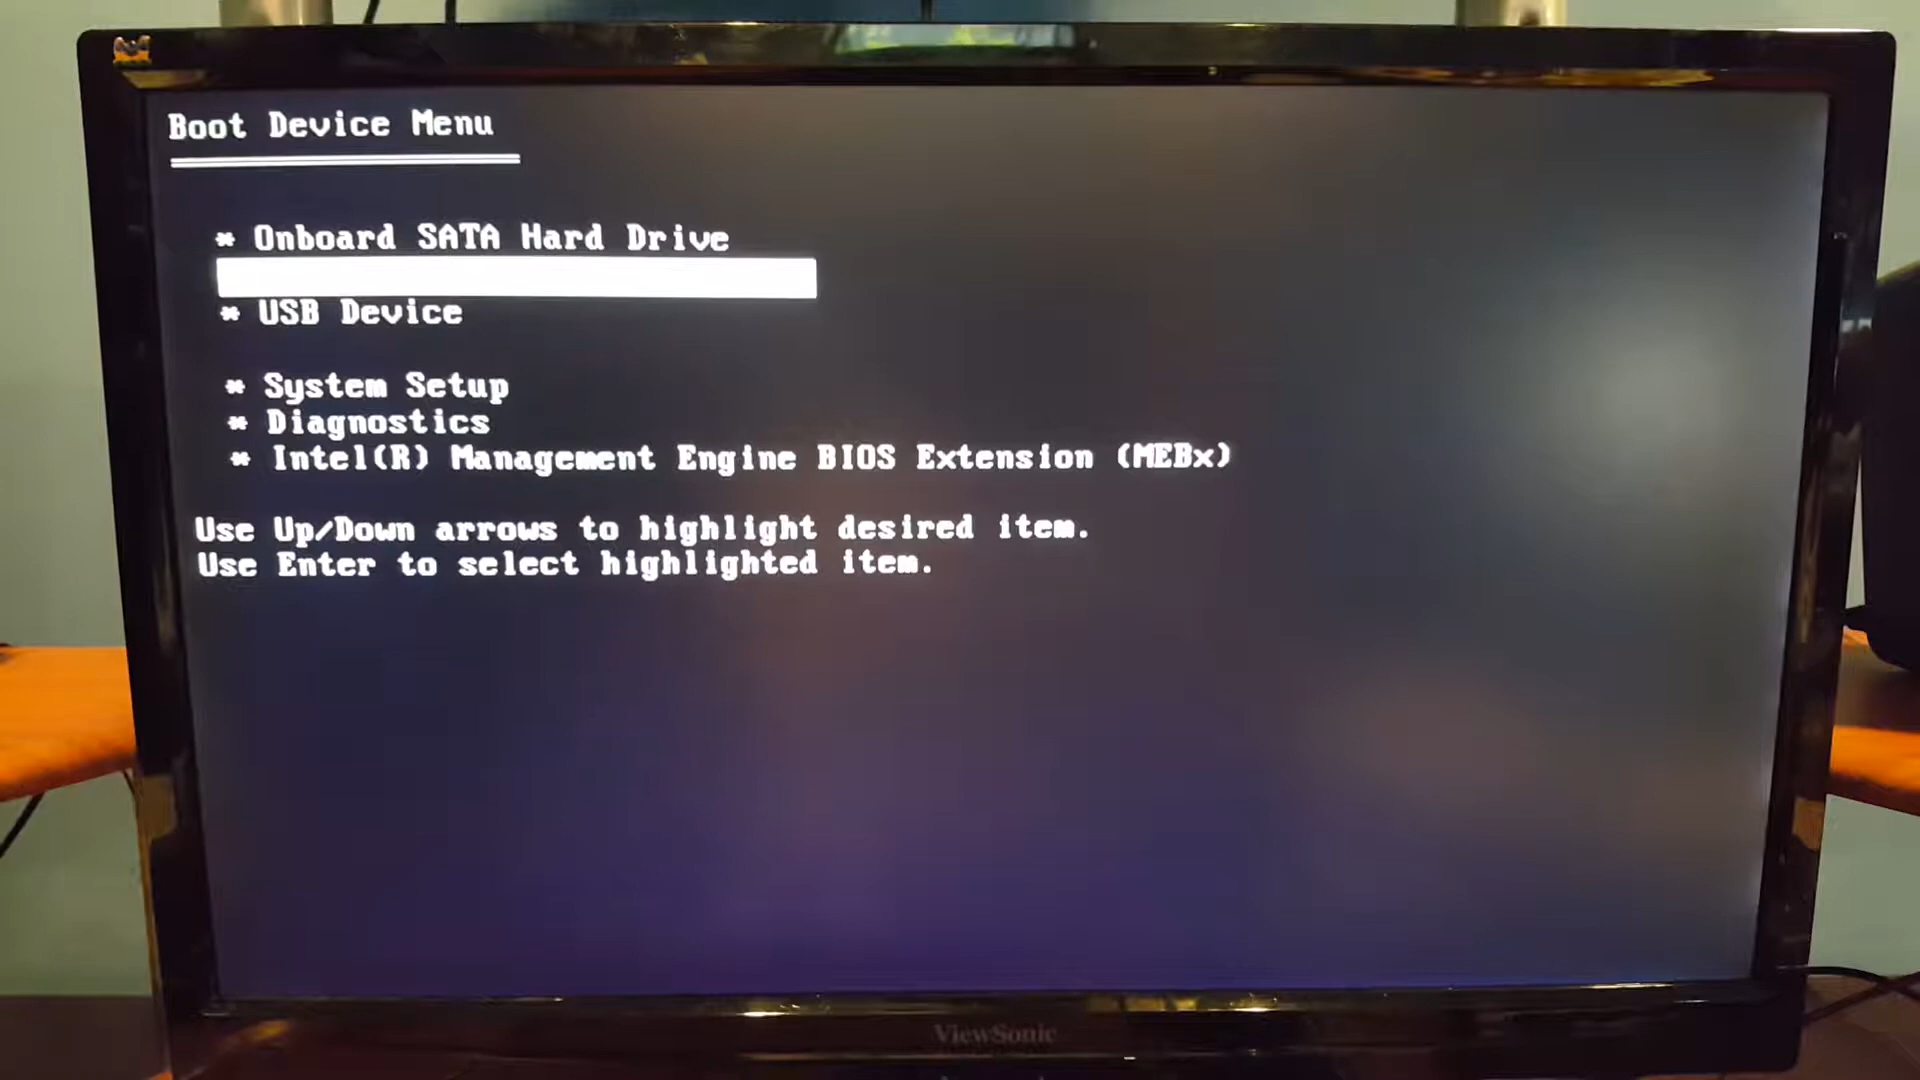 Boot Device Menu
* Onboard SATA Hard Drive
* USB Device
* System Setup
* Diagnostics
* Intel(R) Management Engine BIOS Extension (MEBx)
Use Up/Down arrows to highlight desired item.
Use Enter to select highlighted item.
ViewSonic